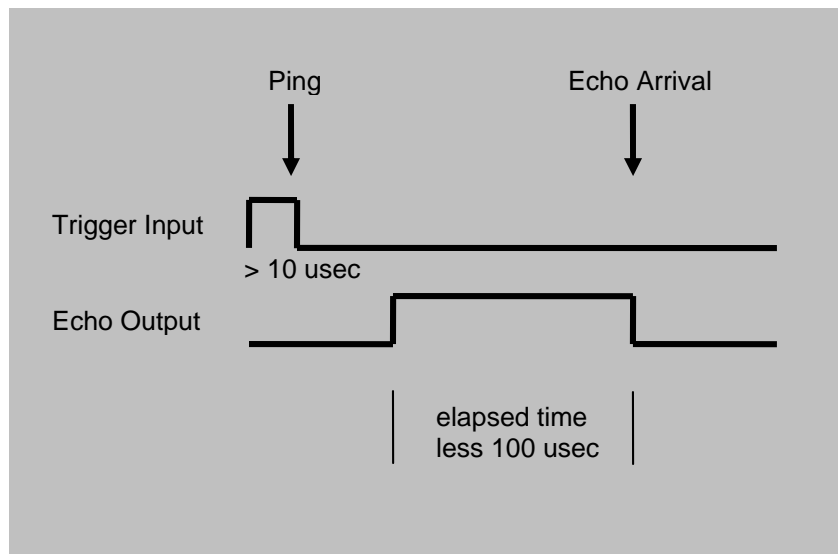 Ping
Echo Arrival
Trigger Input
> 10 usec
Echo Output
elapsed time
less 100 usec